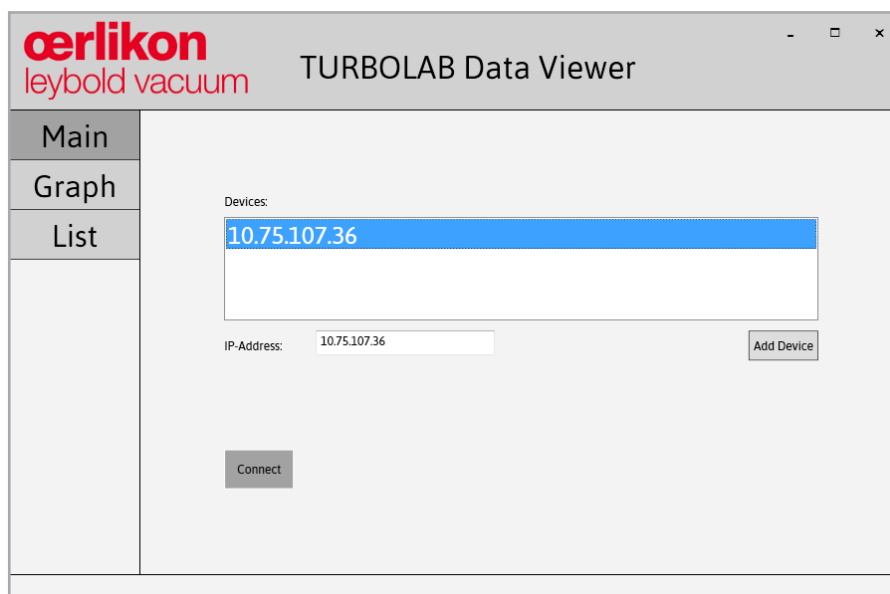 œrlikon
leybold vacuum
TURBOLAB Data Viewer
Main
Graph
List
Devices:
10.75.107.36
IP-Address:
10.75.107.36
Add Device
Connect